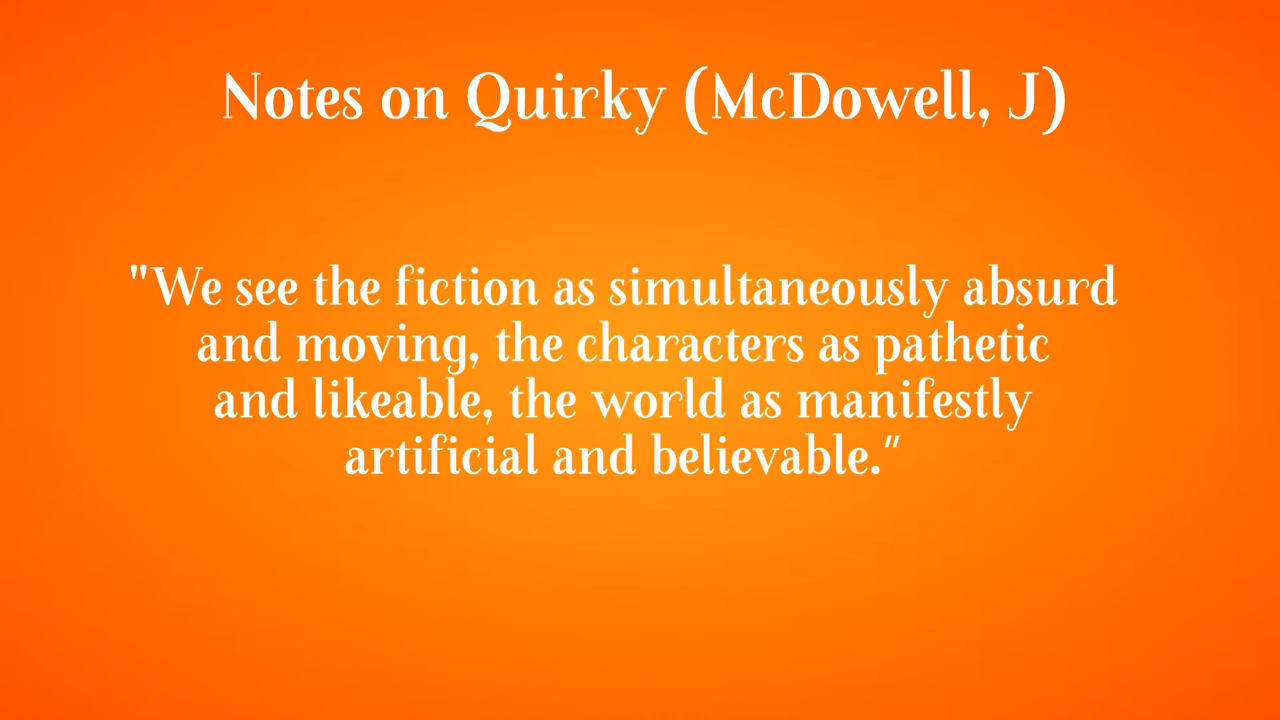 Notes on Quirky (McDowell, J)
"We see the fiction as simultaneously absurd
and moving, the characters as pathetic
and likeable, the world as manifestly
artificial and believable.”